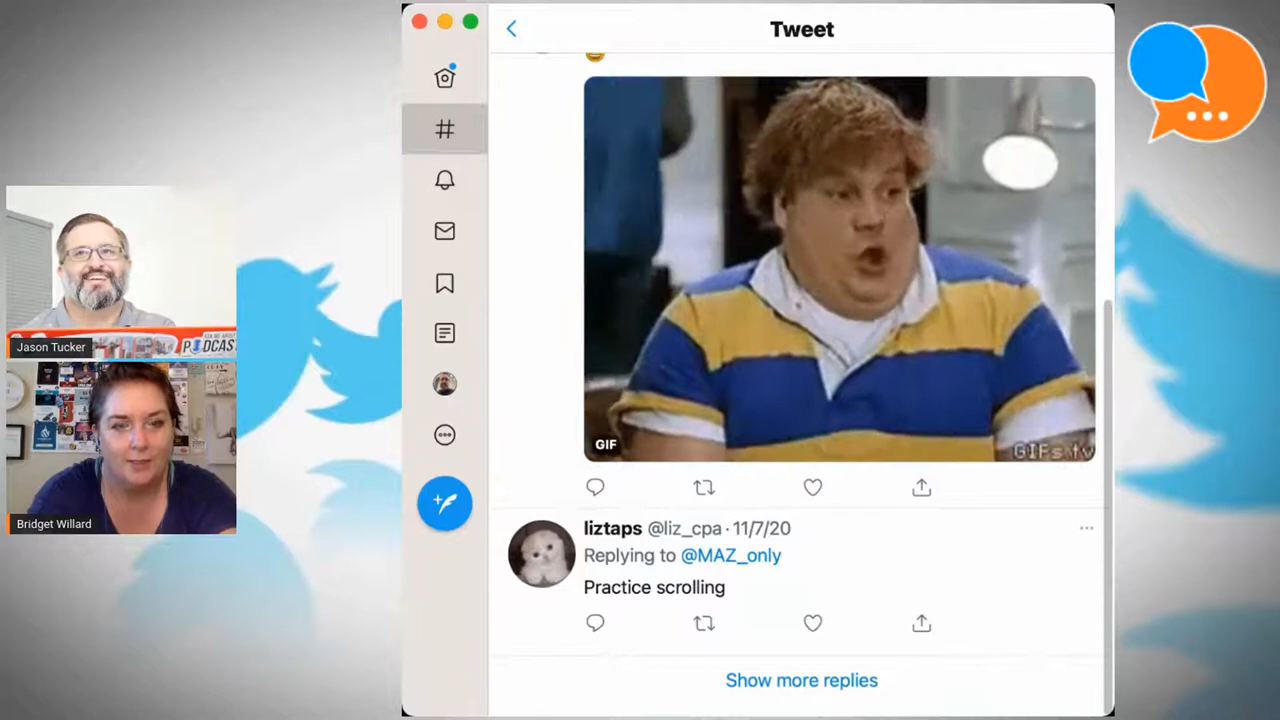 Tweet
GIF
GIFs.tv
liztaps @liz_cpa · 11/7/20
Replying to @MAZ_only
Practice scrolling
Show more replies
Jason Tucker
PODCAS
Bridget Willard